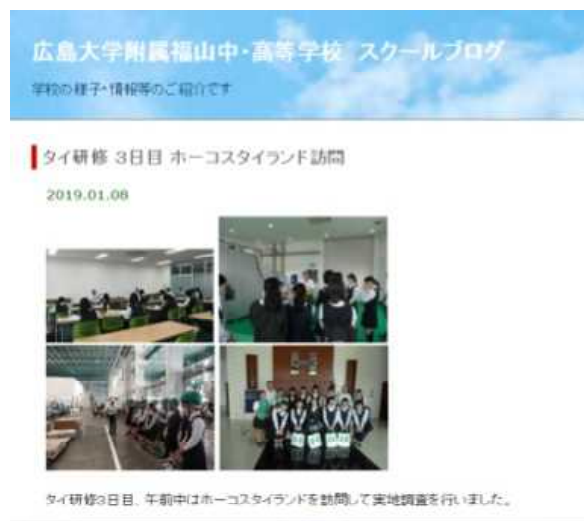 広島大学附属福山中・高等学校 スクールブログ
学校の様子・情報等のご紹介です
タイ研修 3日目 ホーコスタイランド訪問
2019.01.08
タイ研修3日目、午前中はホーコスタイランドを訪問して実地調査を行いました。